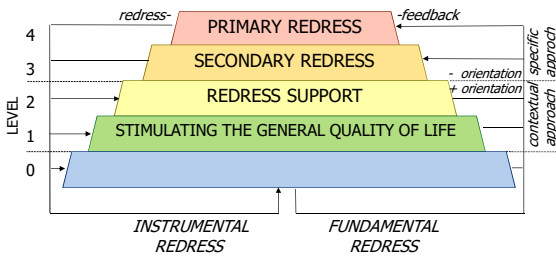 redress-
-feedback
4
PRIMARY REDRESS
3
SECONDARY REDRESS
- orientation
specific
approch
2
REDRESS SUPPORT
+ orientation
LEVEL
1
STIMULATING THE GENERAL QUALITY OF LIFE
contextual
approach
0
INSTRUMENTAL
REDRESS
FUNDAMENTAL
REDRESS